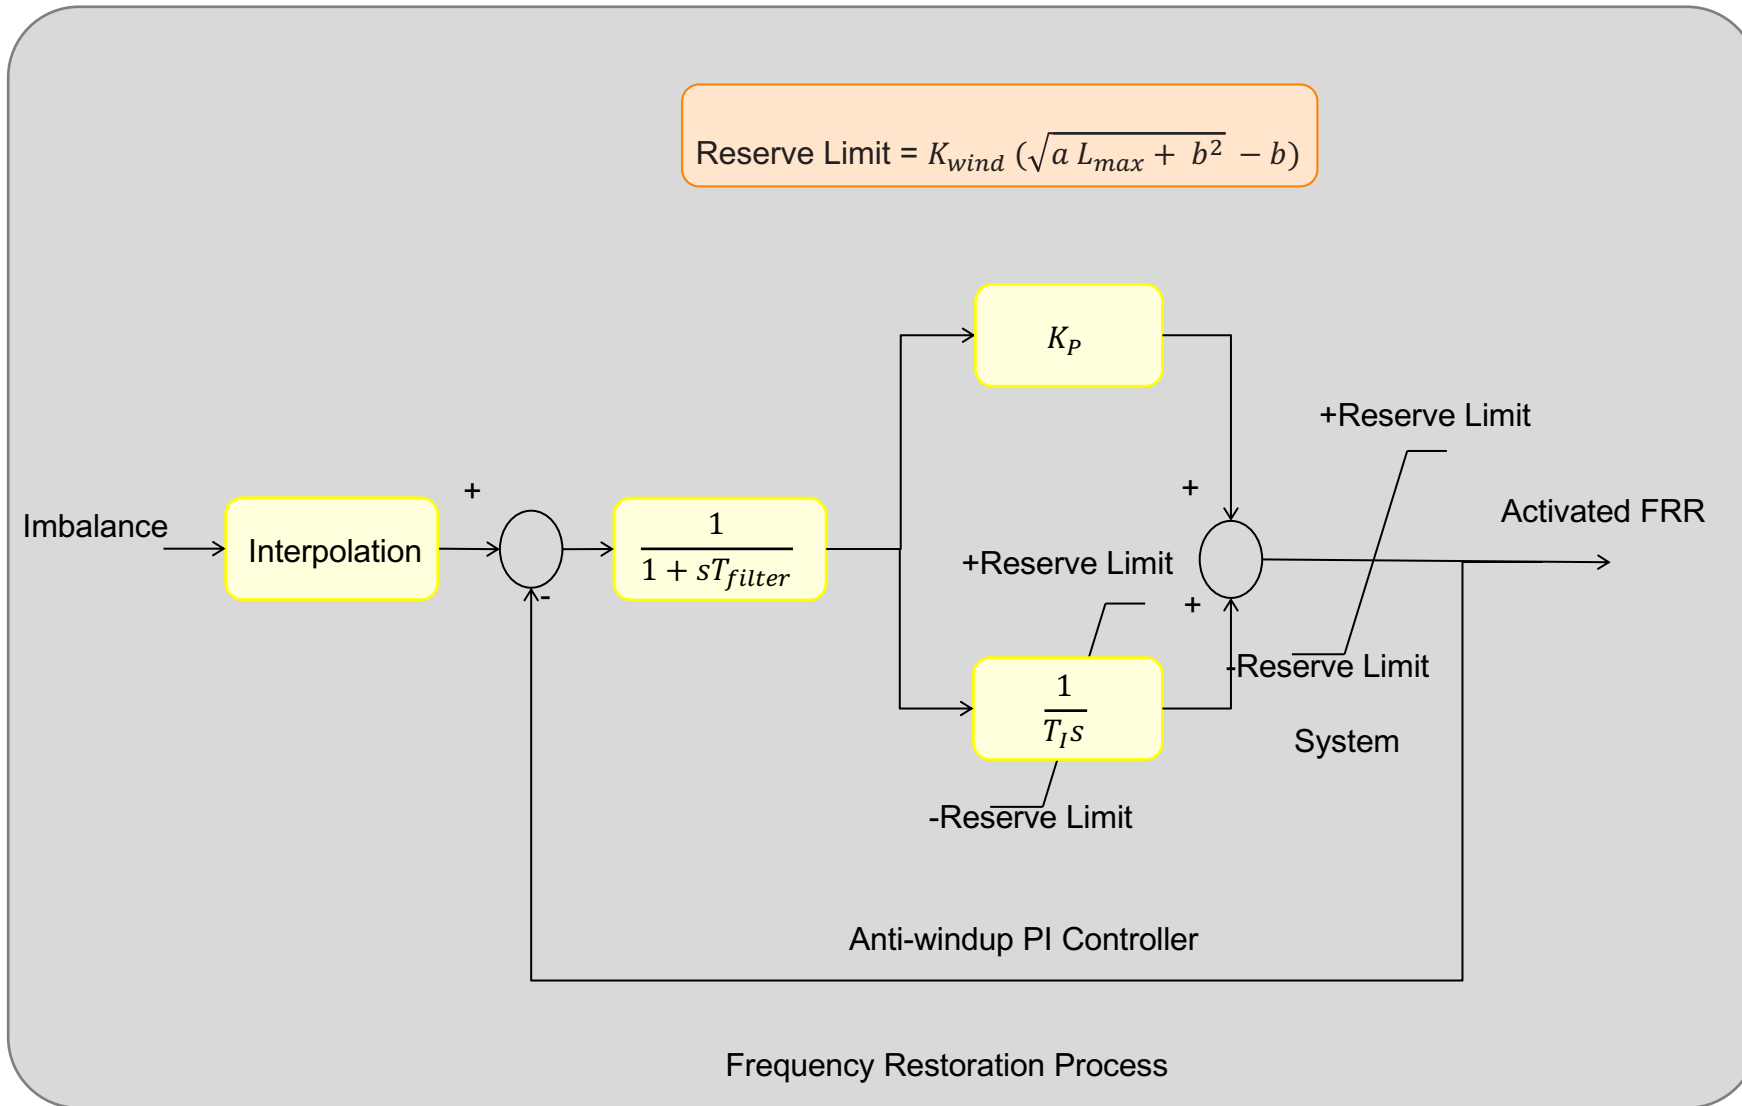 Reserve Limit = K_wind (√(a L_max + b²) − b)
K_P
+Reserve Limit
+
+
Imbalance
Interpolation
1
1 + sT_filter
-
Activated FRR
+Reserve Limit
+
-Reserve Limit
1
T_I s
System
-Reserve Limit
Anti-windup PI Controller
Frequency Restoration Process